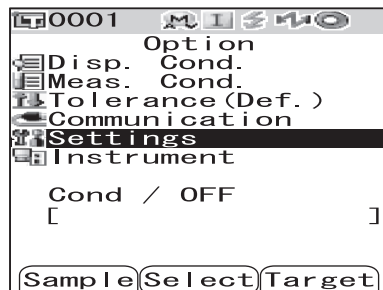 0001 M I
Option
Disp. Cond.
Meas. Cond.
Tolerance(Def.)
Communication
Settings
Instrument
Cond / OFF
[ ]
Sample Select Target